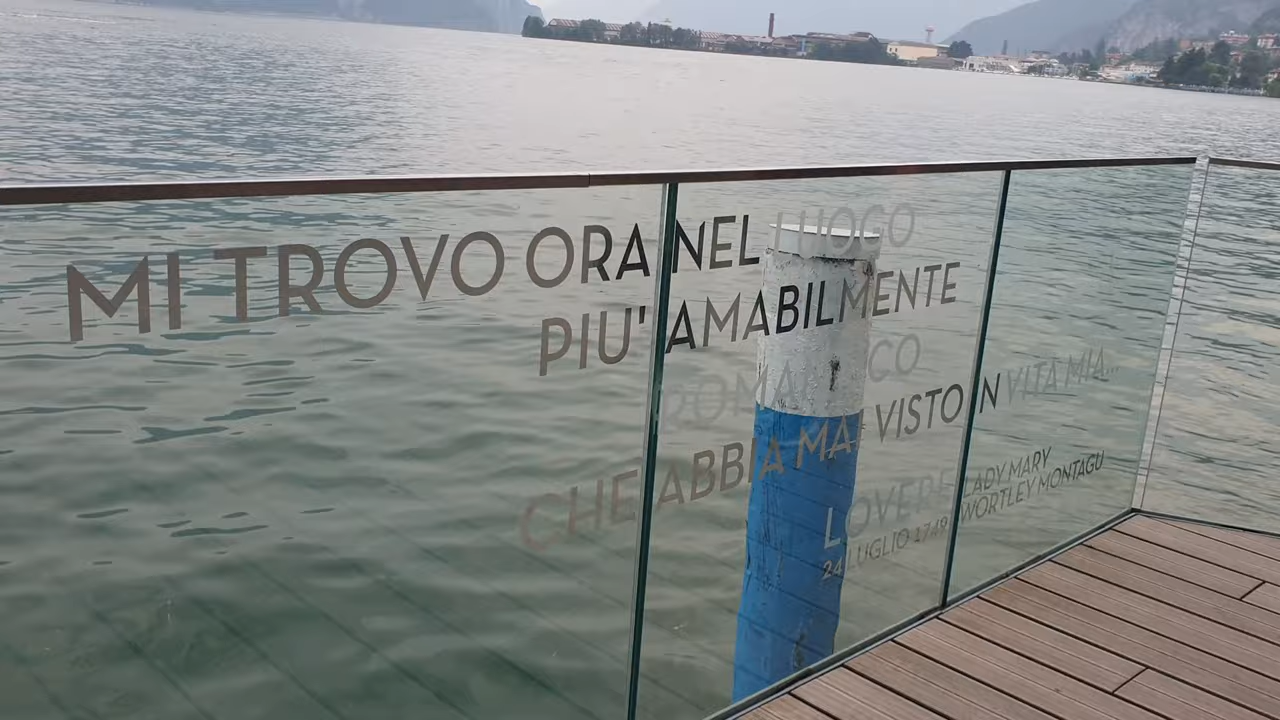 MI TROVO ORA NEL LUOGO
PIU' AMABILMENTE
ROMANTICO
CHE ABBIA MAI VISTO IN VITA MIA...
LOVERE LADY MARY
24 LUGLIO 1748 WORTLEY MONTAGU